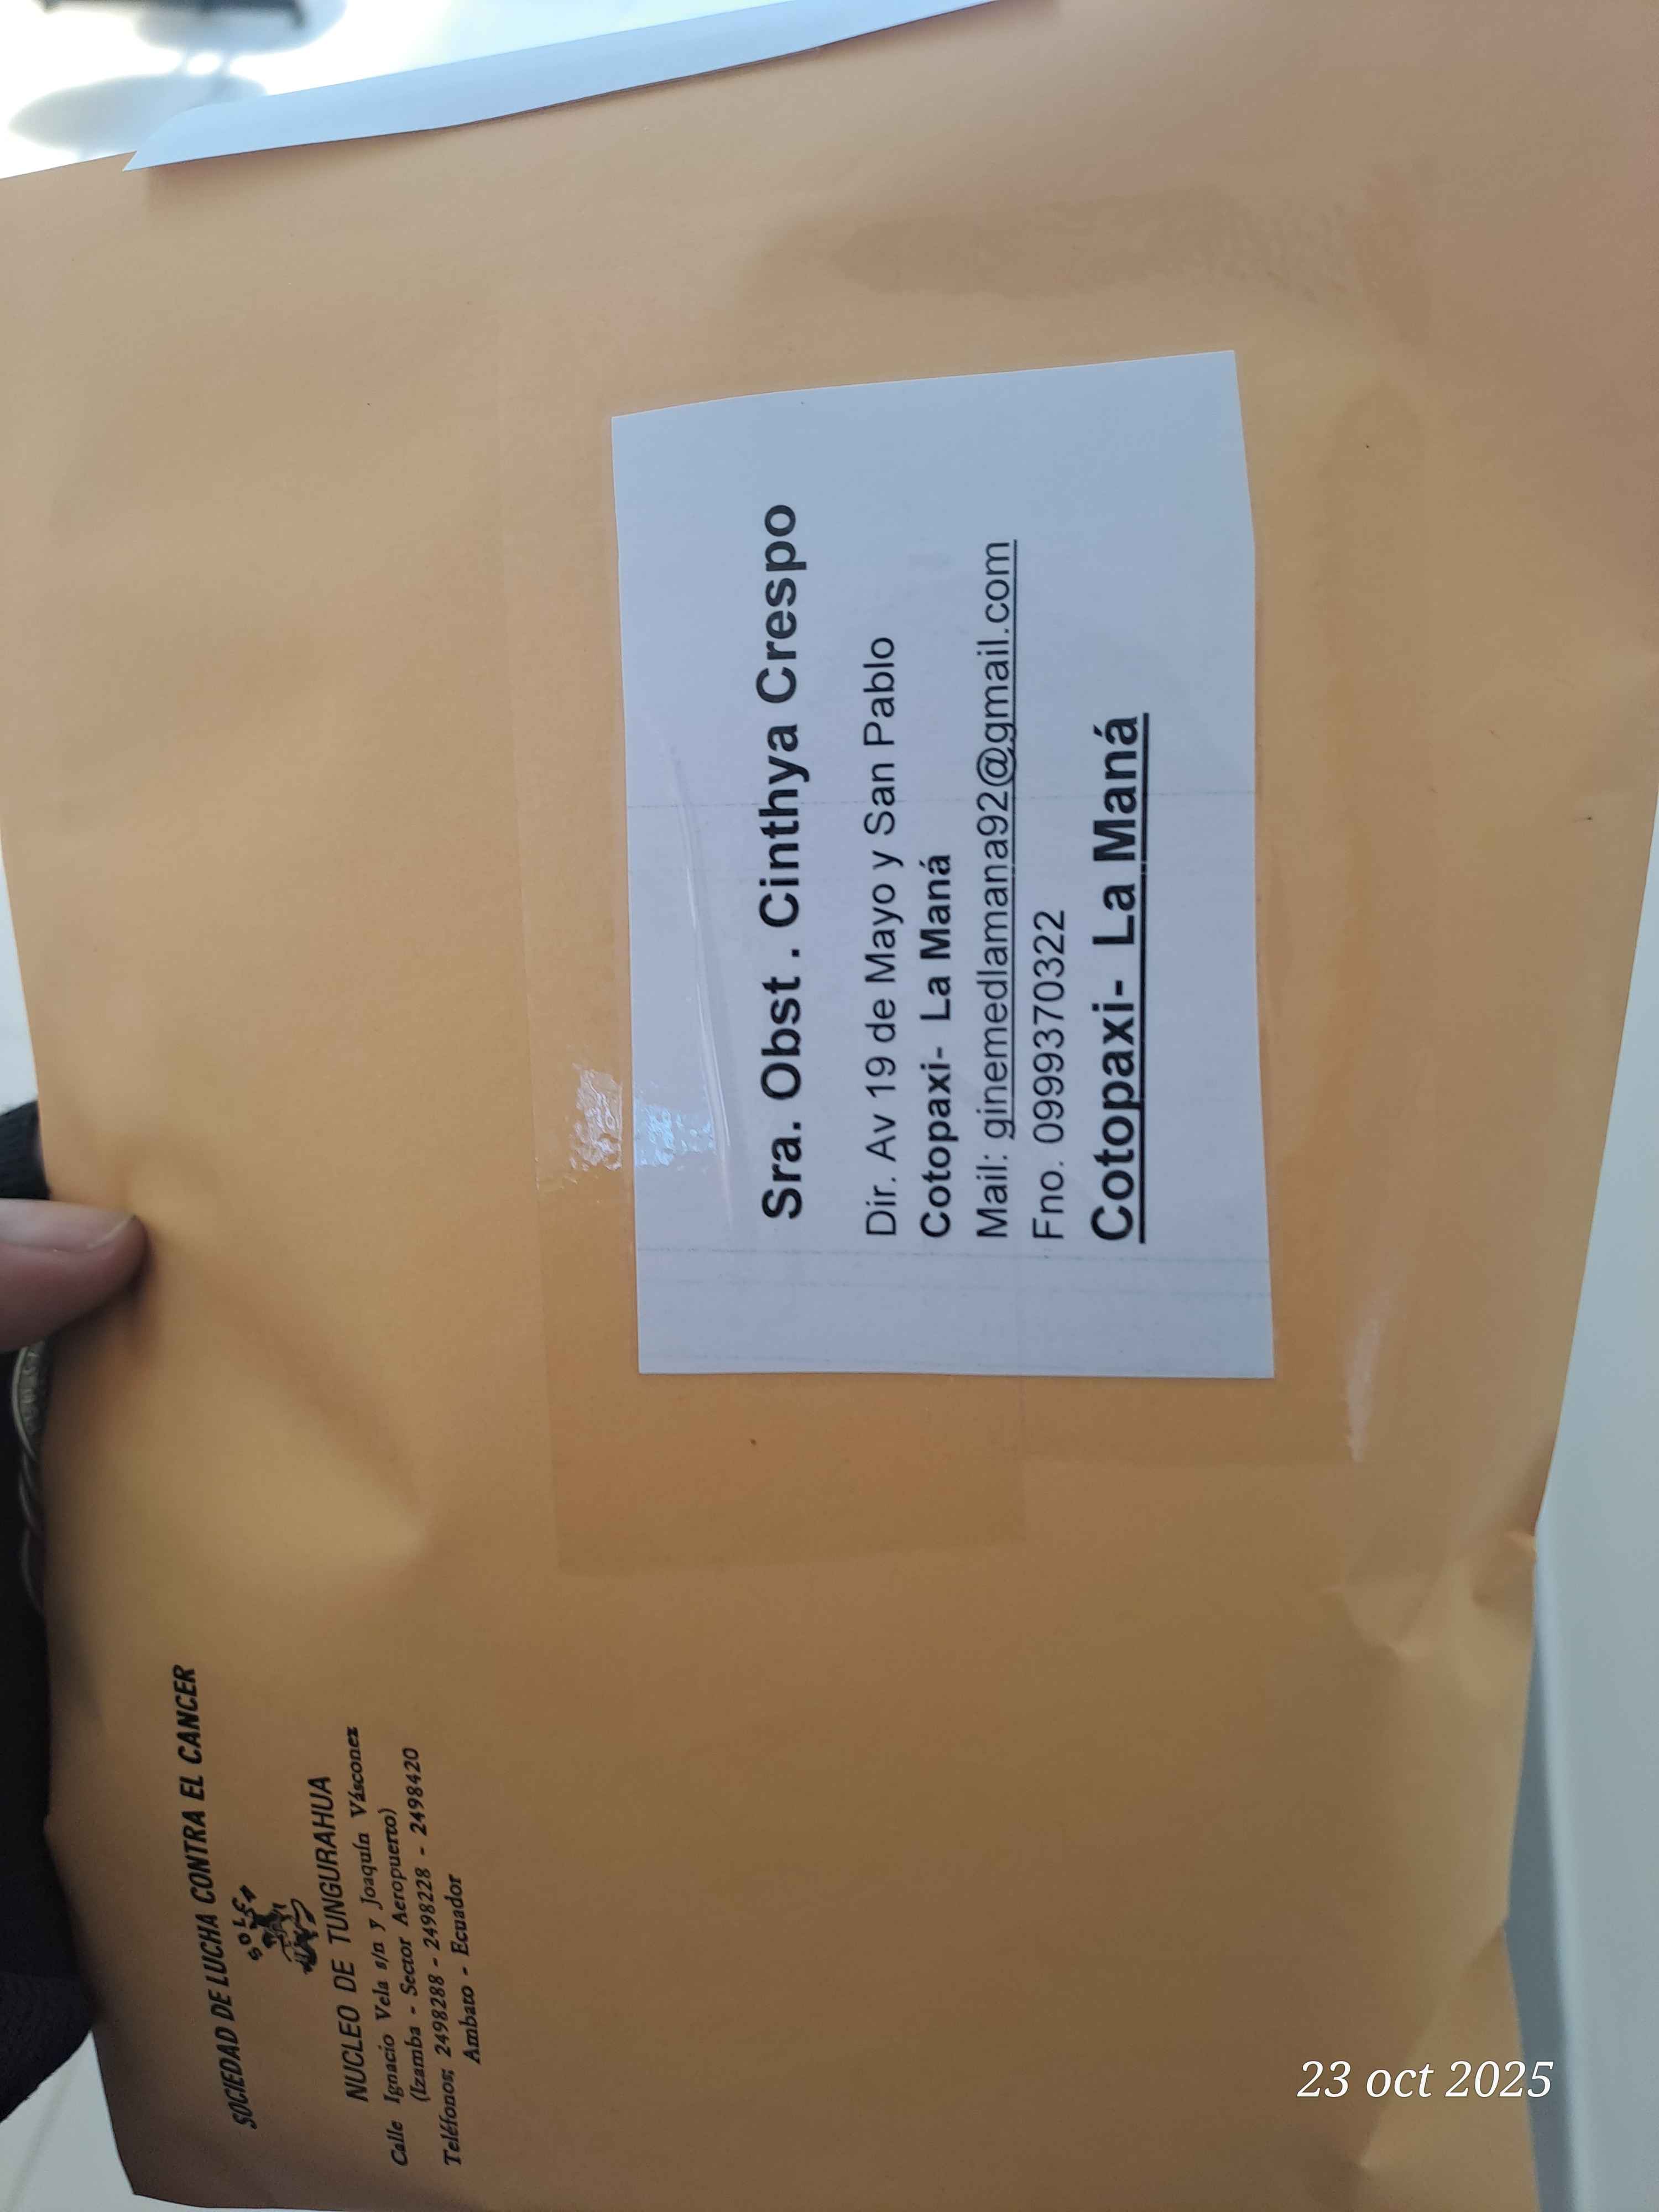 SOCIEDAD DE LUCHA CONTRA EL CANCER
SOLCA
NUCLEO DE TUNGURAHUA
Calle Ignacio Vela s/n y Joaquín Vásconez
(Izamba - Sector Aeropuerto)
Teléfonos; 2498288 - 2498228 - 2498420
Ambato - Ecuador
Sra. Obst . Cinthya Crespo
Dir. Av 19 de Mayo y San Pablo
Cotopaxi- La Maná
Mail: ginemedlamana92@gmail.com
Fno. 0999370322
Cotopaxi- La Maná
23 oct 2025